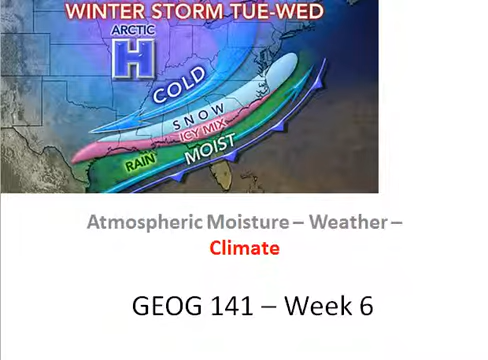 WINTER STORM TUE-WED
ARCTIC
H
COLD
SNOW
ICY MIX
RAIN
MOIST
Atmospheric Moisture – Weather –
Climate
GEOG 141 – Week 6